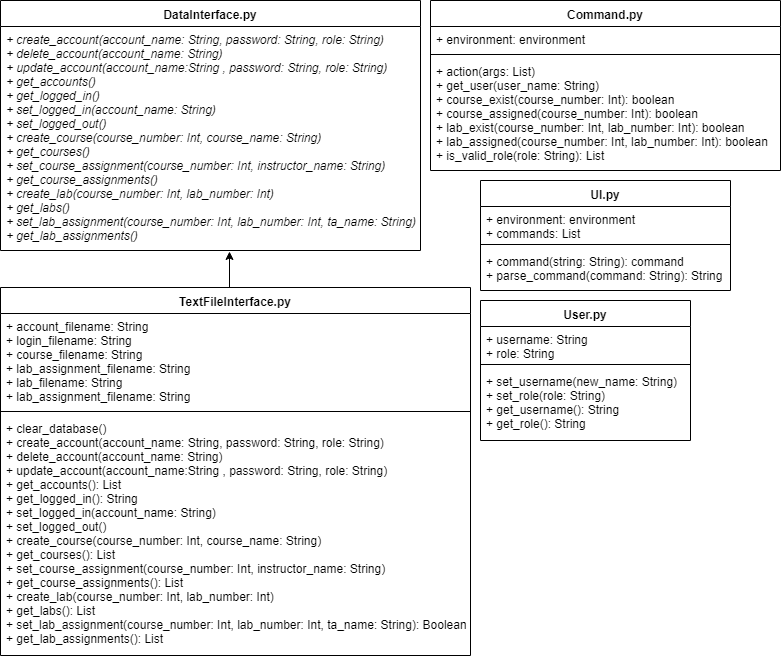 DataInterface.py
+ create_account(account_name: String, password: String, role: String)
+ delete_account(account_name: String)
+ update_account(account_name:String , password: String, role: String)
+ get_accounts()
+ get_logged_in()
+ set_logged_in(account_name: String)
+ set_logged_out()
+ create_course(course_number: Int, course_name: String)
+ get_courses()
+ set_course_assignment(course_number: Int, instructor_name: String)
+ get_course_assignments()
+ create_lab(course_number: Int, lab_number: Int)
+ get_labs()
+ set_lab_assignment(course_number: Int, lab_number: Int, ta_name: String)
+ get_lab_assignments()
Command.py
+ environment: environment
+ action(args: List)
+ get_user(user_name: String)
+ course_exist(course_number: Int): boolean
+ course_assigned(course_number: Int): boolean
+ lab_exist(course_number: Int, lab_number: Int): boolean
+ lab_assigned(course_number: Int, lab_number: Int): boolean
+ is_valid_role(role: String): List
UI.py
+ environment: environment
+ commands: List
+ command(string: String): command
+ parse_command(command: String): String
TextFileInterface.py
+ account_filename: String
+ login_filename: String
+ course_filename: String
+ lab_assignment_filename: String
+ lab_filename: String
+ lab_assignment_filename: String
+ clear_database()
+ create_account(account_name: String, password: String, role: String)
+ delete_account(account_name: String)
+ update_account(account_name:String , password: String, role: String)
+ get_accounts(): List
+ get_logged_in(): String
+ set_logged_in(account_name: String)
+ set_logged_out()
+ create_course(course_number: Int, course_name: String)
+ get_courses(): List
+ set_course_assignment(course_number: Int, instructor_name: String)
+ get_course_assignments(): List
+ create_lab(course_number: Int, lab_number: Int)
+ get_labs(): List
+ set_lab_assignment(course_number: Int, lab_number: Int, ta_name: String): Boolean
+ get_lab_assignments(): List
User.py
+ username: String
+ role: String
+ set_username(new_name: String)
+ set_role(role: String)
+ get_username(): String
+ get_role(): String